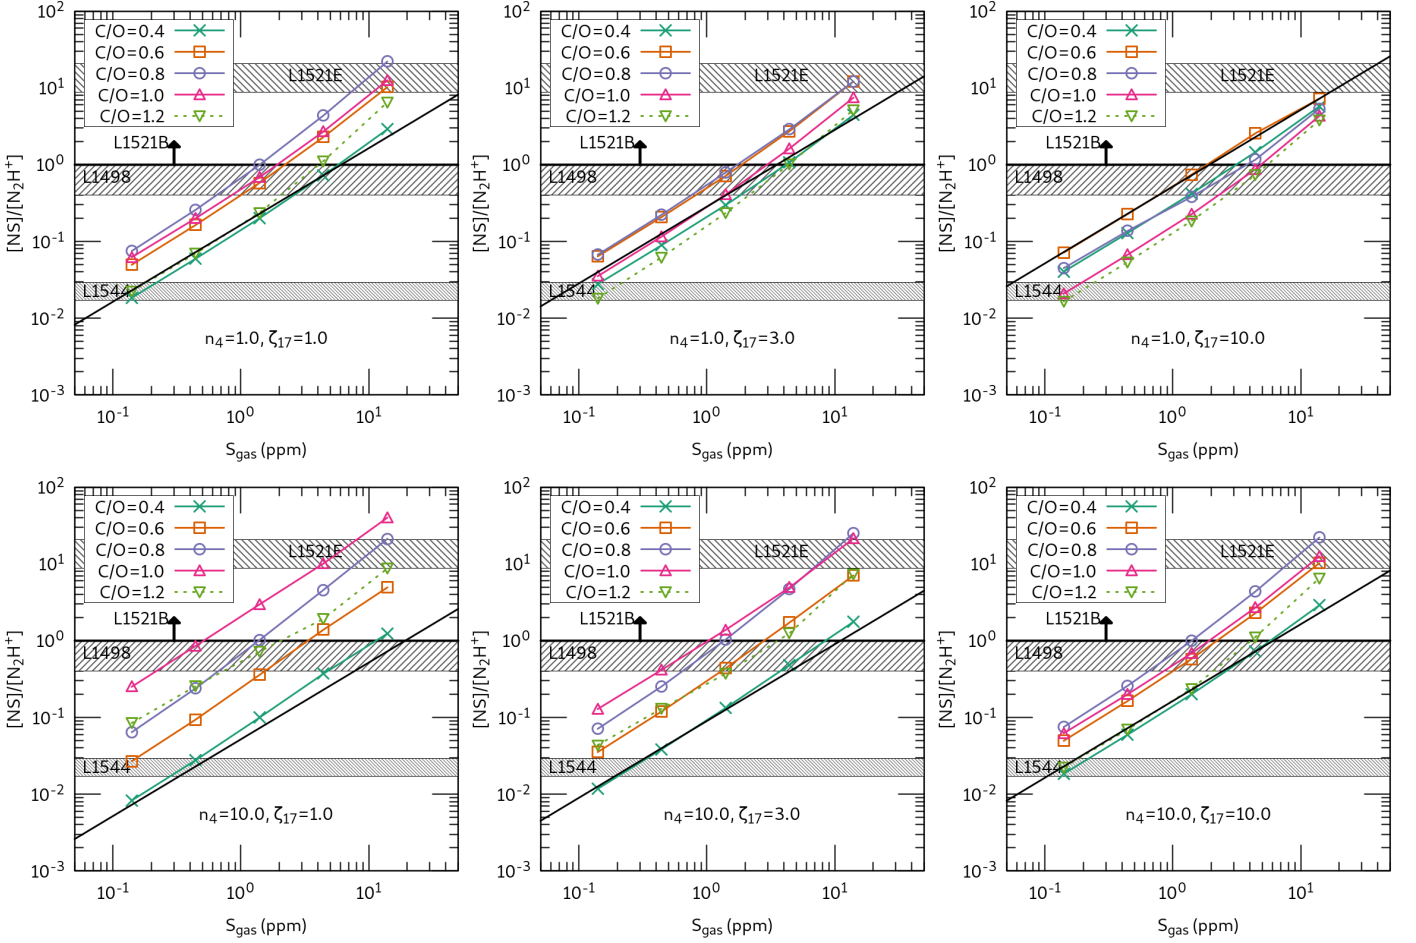 10²
10¹
10⁰
10⁻¹
10⁻²
10⁻³
[NS]/[N₂H⁺]
C/O=0.4
C/O=0.6
C/O=0.8
C/O=1.0
C/O=1.2
L1521E
L1521B
L1498
L1544
n₄=1.0, ζ₁₇=1.0
10⁻¹ 10⁰ 10¹
S_gas (ppm)
10²
10¹
10⁰
10⁻¹
10⁻²
10⁻³
[NS]/[N₂H⁺]
C/O=0.4
C/O=0.6
C/O=0.8
C/O=1.0
C/O=1.2
L1521E
L1521B
L1498
L1544
n₄=1.0, ζ₁₇=3.0
10⁻¹ 10⁰ 10¹
S_gas (ppm)
10²
10¹
10⁰
10⁻¹
10⁻²
10⁻³
[NS]/[N₂H⁺]
C/O=0.4
C/O=0.6
C/O=0.8
C/O=1.0
C/O=1.2
L1521E
L1521B
L1498
L1544
n₄=1.0, ζ₁₇=10.0
10⁻¹ 10⁰ 10¹
S_gas (ppm)
10²
10¹
10⁰
10⁻¹
10⁻²
10⁻³
[NS]/[N₂H⁺]
C/O=0.4
C/O=0.6
C/O=0.8
C/O=1.0
C/O=1.2
L1521E
L1521B
L1498
L1544
n₄=10.0, ζ₁₇=1.0
10⁻¹ 10⁰ 10¹
S_gas (ppm)
10²
10¹
10⁰
10⁻¹
10⁻²
10⁻³
[NS]/[N₂H⁺]
C/O=0.4
C/O=0.6
C/O=0.8
C/O=1.0
C/O=1.2
L1521E
L1521B
L1498
L1544
n₄=10.0, ζ₁₇=3.0
10⁻¹ 10⁰ 10¹
S_gas (ppm)
10²
10¹
10⁰
10⁻¹
10⁻²
10⁻³
[NS]/[N₂H⁺]
C/O=0.4
C/O=0.6
C/O=0.8
C/O=1.0
C/O=1.2
L1521E
L1521B
L1498
L1544
n₄=10.0, ζ₁₇=10.0
10⁻¹ 10⁰ 10¹
S_gas (ppm)